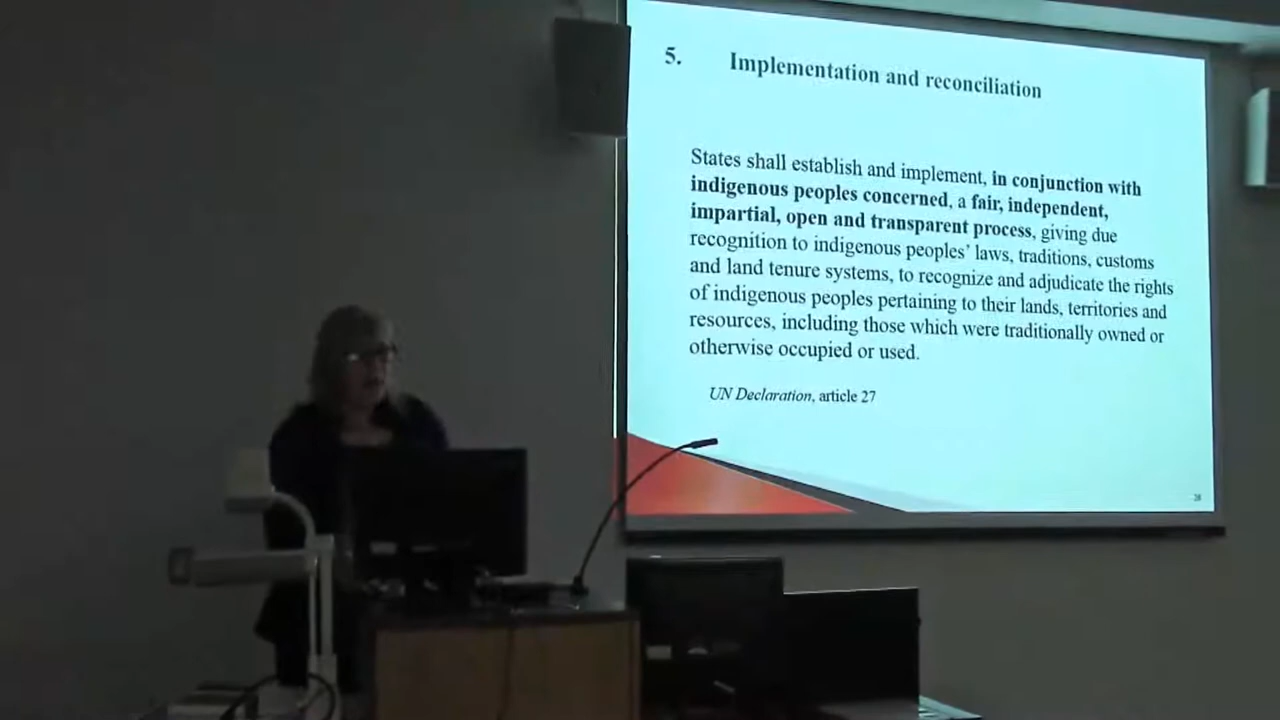 5. Implementation and reconciliation
States shall establish and implement, in conjunction with
indigenous peoples concerned, a fair, independent,
impartial, open and transparent process, giving due
recognition to indigenous peoples’ laws, traditions, customs
and land tenure systems, to recognize and adjudicate the rights
of indigenous peoples pertaining to their lands, territories and
resources, including those which were traditionally owned or
otherwise occupied or used.
UN Declaration, article 27